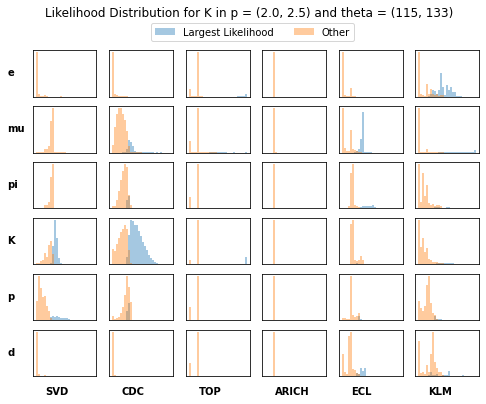 Likelihood Distribution for K in p = (2.0, 2.5) and theta = (115, 133)
Largest Likelihood Other
e
mu
pi
K
p
d
SVD CDC TOP ARICH ECL KLM